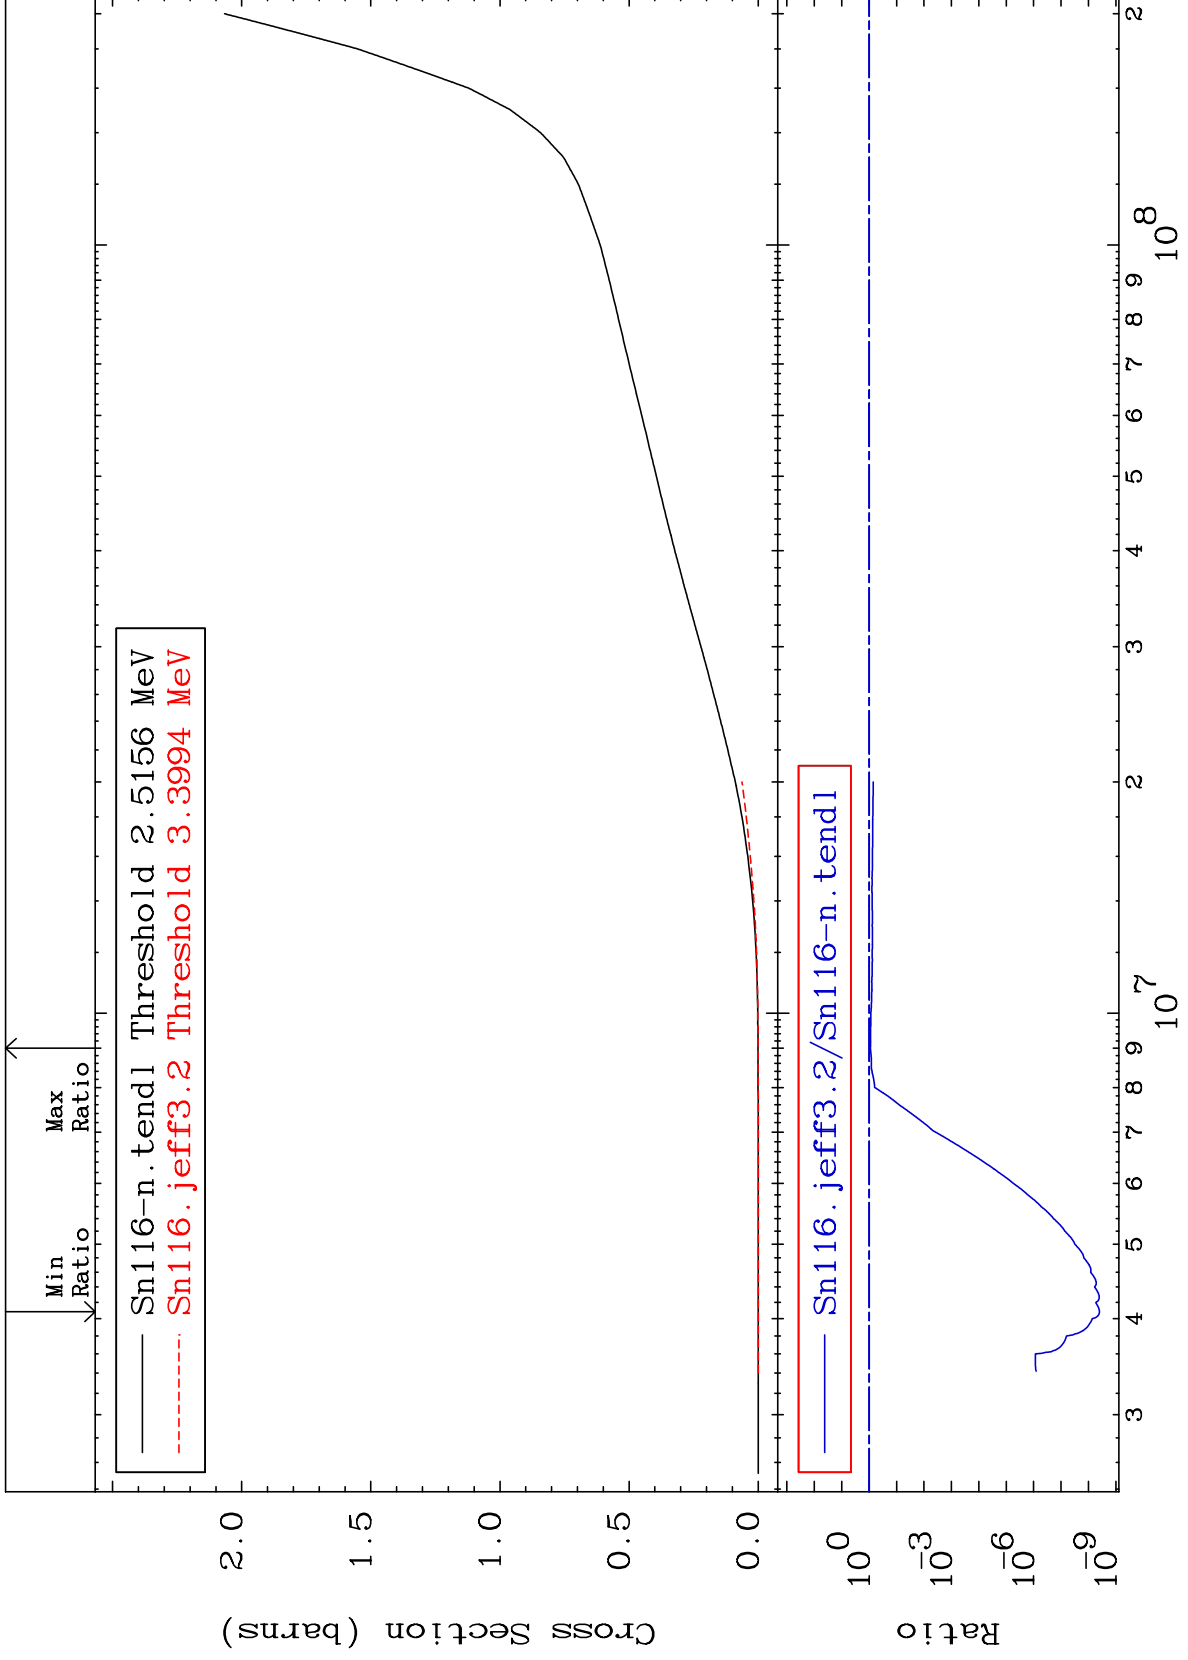 Min
Ratio
Max
Ratio
Sn116-n.tendl Threshold 2.5156 MeV
Sn116.jeff3.2 Threshold 3.3994 MeV
Cross Section (barns)
2.0
1.5
1.0
0.5
0.0
Sn116.jeff3.2/Sn116-n.tendl
Ratio
10^0
10^-3
10^-6
10^-9
3 4 5 6 7 8 9 2 3 4 5 6 7 8 9 2
10^7 10^8